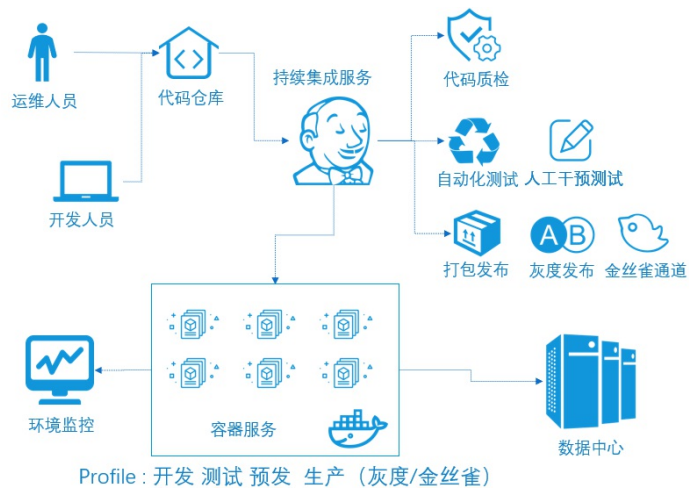 持续集成服务
运维人员
代码仓库
代码质检
自动化测试
人工干预测试
开发人员
A
B
打包发布
灰度发布
金丝雀通道
环境监控
容器服务
数据中心
Profile : 开发 测试 预发 生产（灰度/金丝雀）